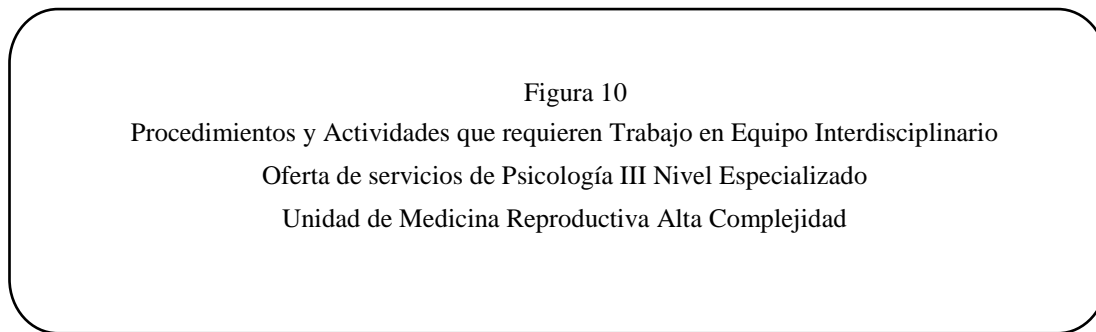 Figura 10
Procedimientos y Actividades que requieren Trabajo en Equipo Interdisciplinario
Oferta de servicios de Psicología III Nivel Especializado
Unidad de Medicina Reproductiva Alta Complejidad